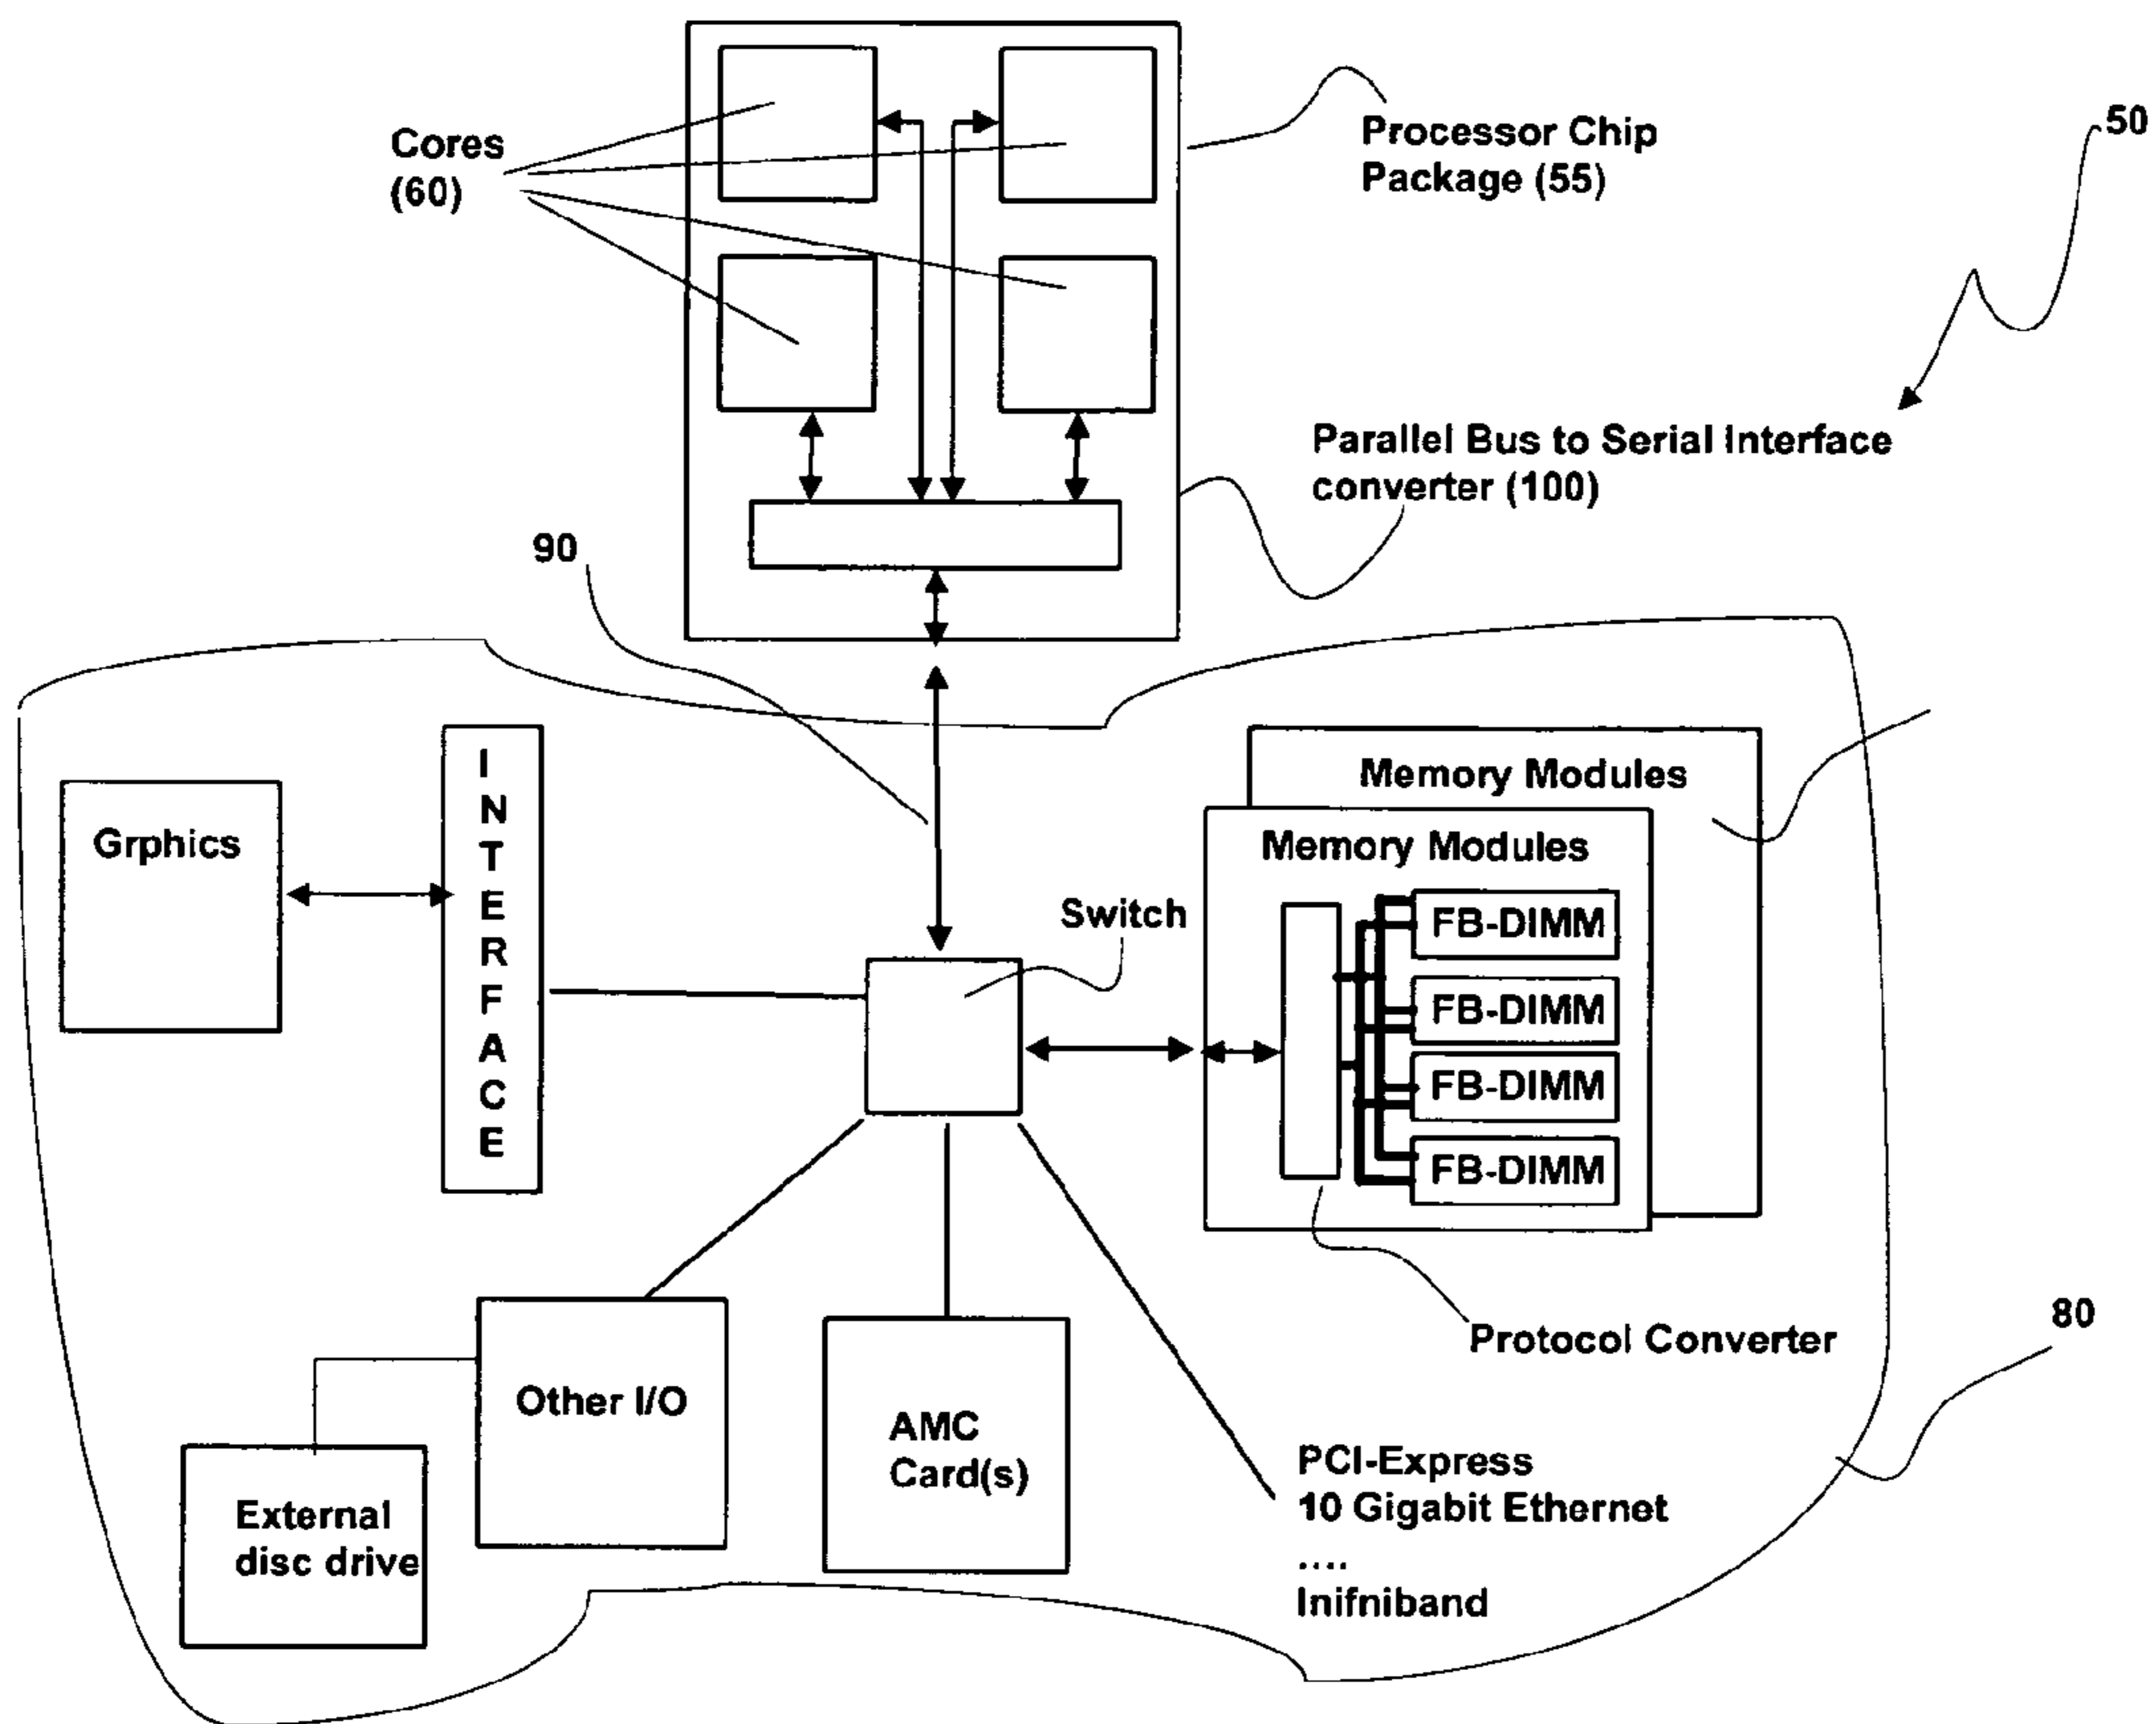 Cores
(60)
Processor Chip
Package (55)
50
Parallel Bus to Serial Interface
converter (100)
90
Memory Modules
Memory Modules
Grphics
I
N
T
E
R
F
A
C
E
Switch
FB-DIMM
FB-DIMM
FB-DIMM
FB-DIMM
Protocol Converter
80
Other I/O
AMC
Card(s)
External
disc drive
PCI-Express
10 Gigabit Ethernet
....
Inifniband